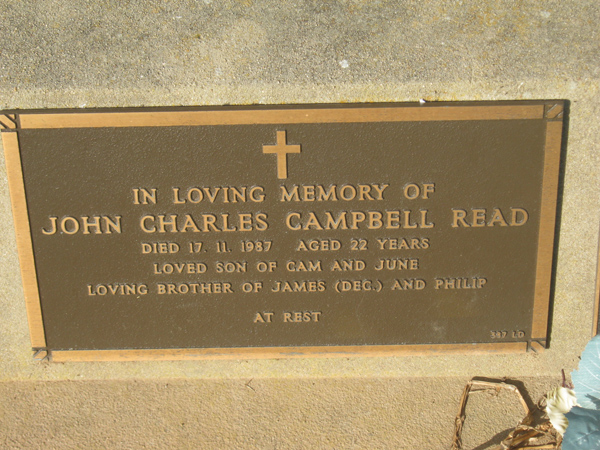 IN LOVING MEMORY OF
JOHN CHARLES CAMPBELL READ
DIED 17. 11. 1987 AGED 22 YEARS
LOVED SON OF CAM AND JUNE
LOVING BROTHER OF JAMES (DEC.) AND PHILIP
AT REST